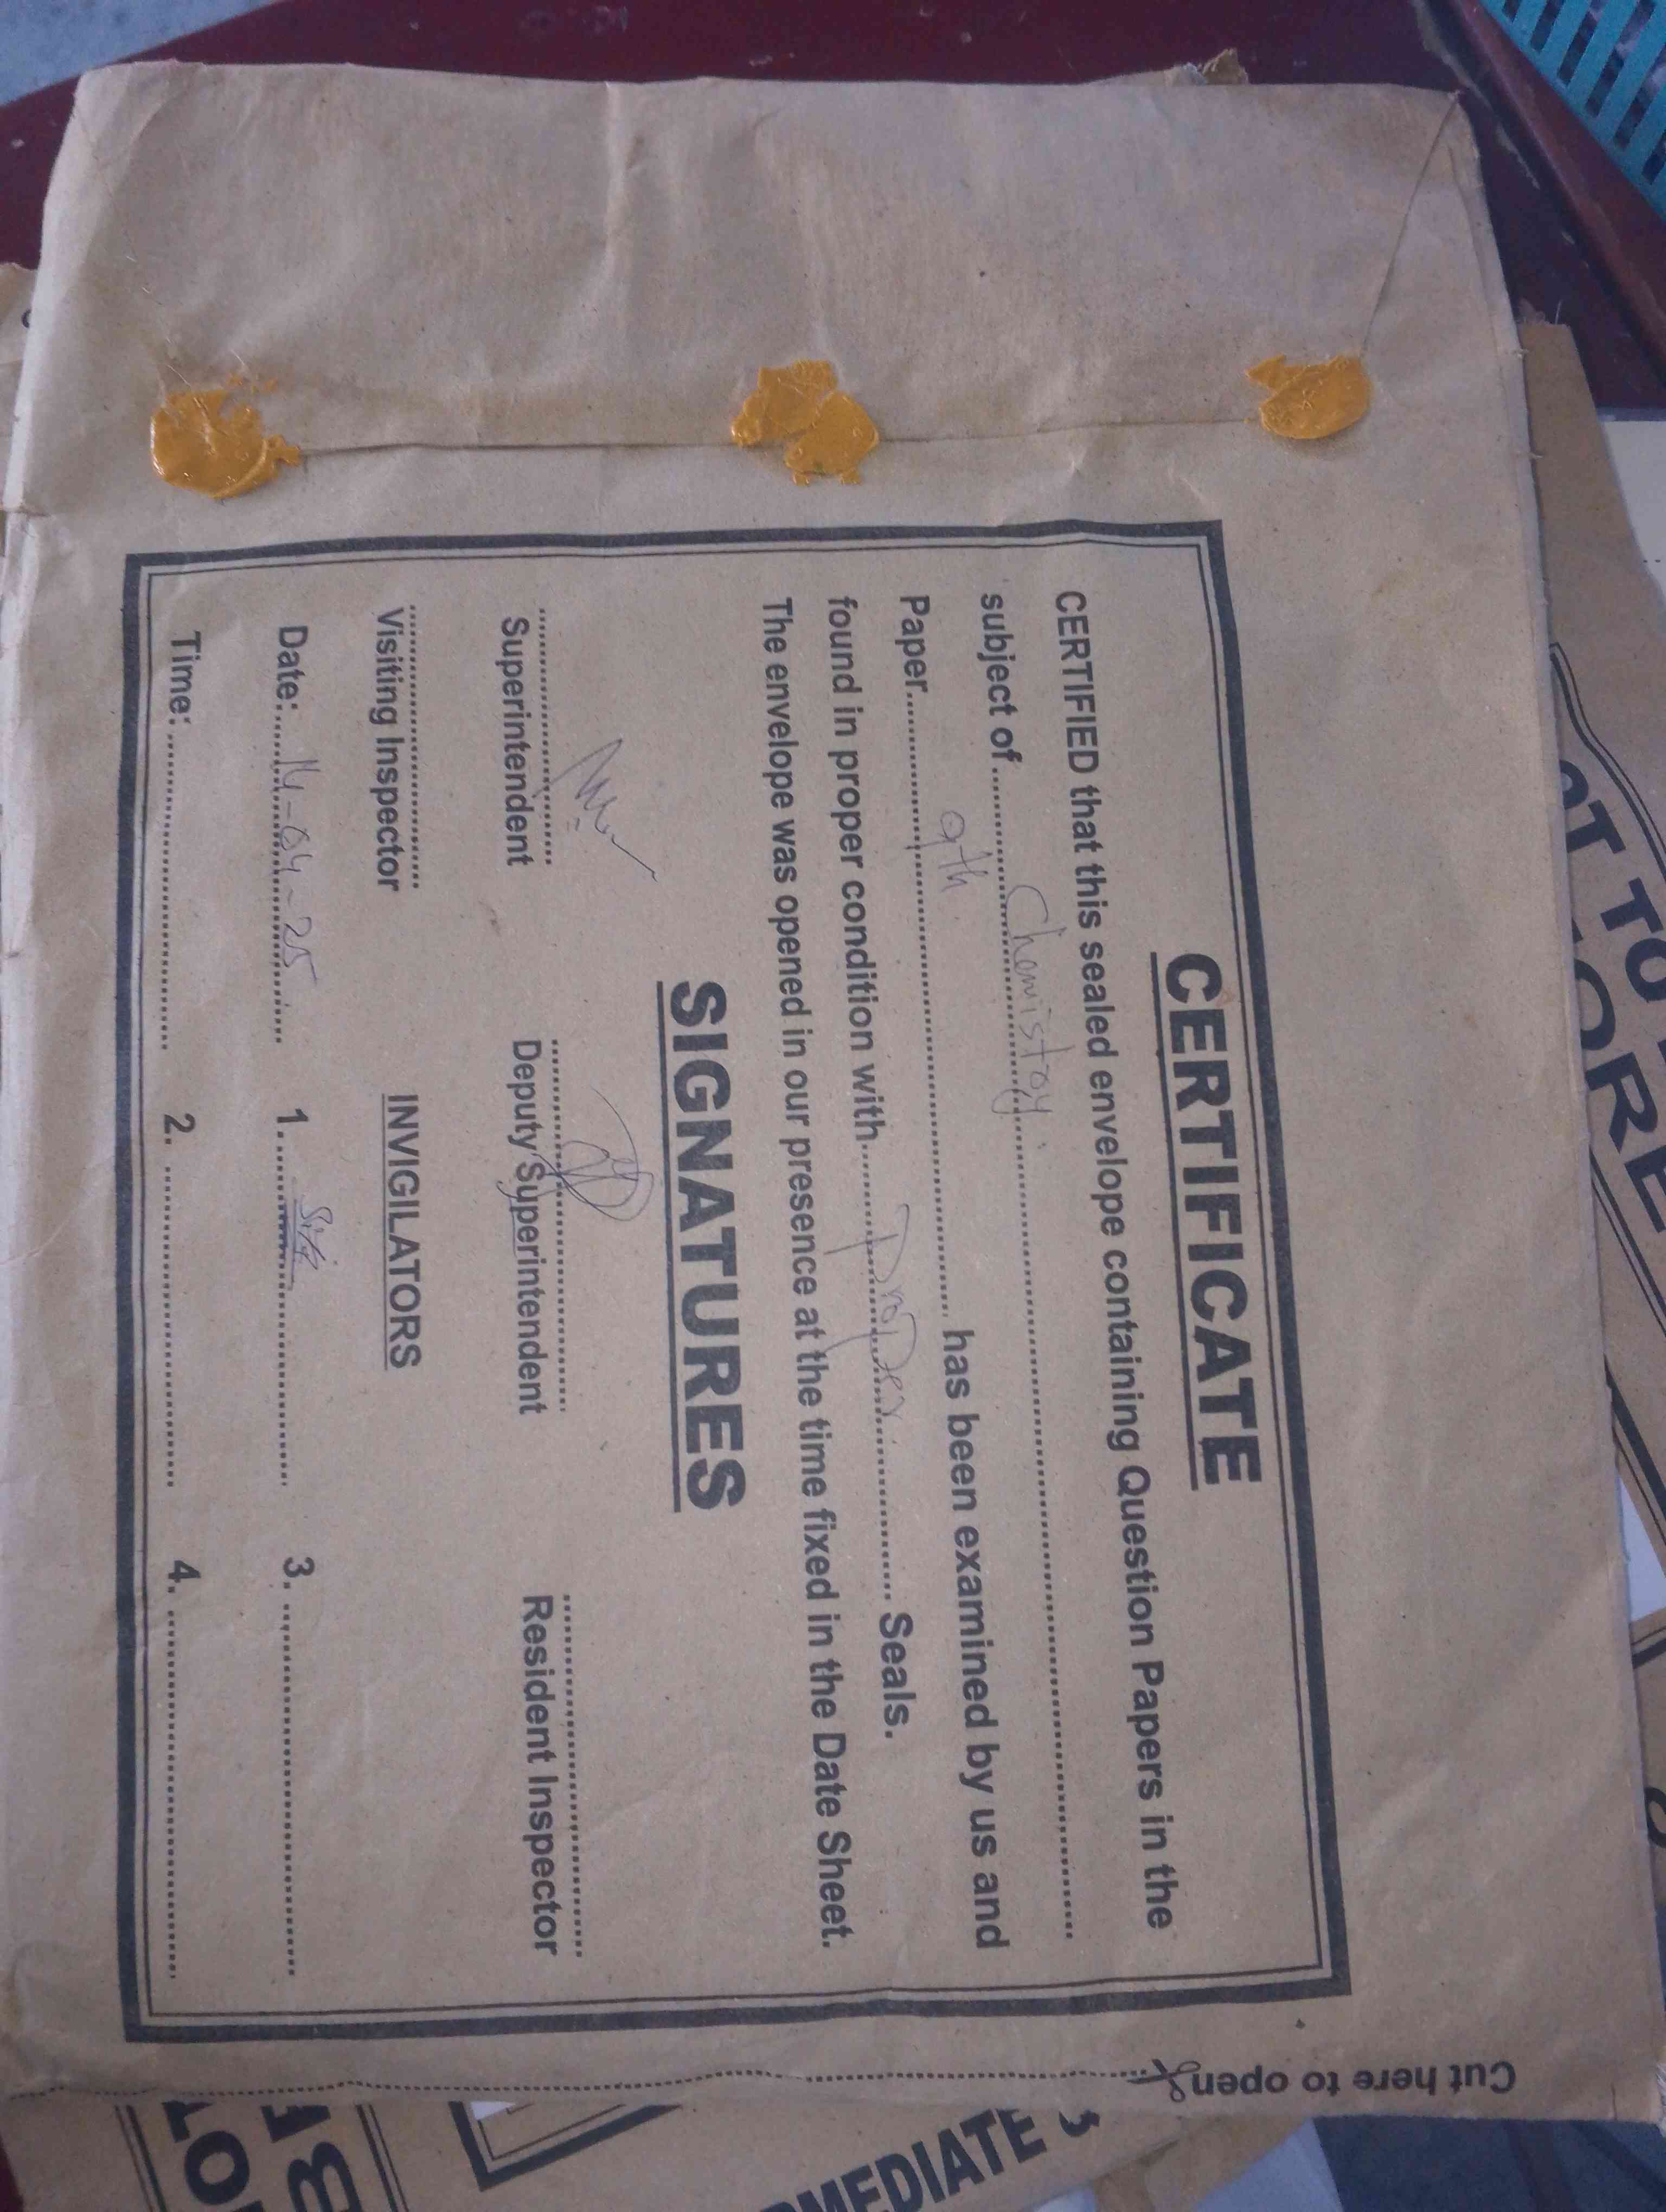 CERTIFICATE
CERTIFIED that this sealed envelope containing Question Papers in the
subject of Chemistry.
Paper 9th has been examined by us and
found in proper condition with Proper Seals.
The envelope was opened in our presence at the time fixed in the Date Sheet.
SIGNATURES
Superintendent Deputy Superintendent Resident Inspector
Visiting Inspector INVIGILATORS
Date: 14-04-25 1. 3.
Time: 2. 4.
Cut here to open
OT TO
ORE
MEDIATE